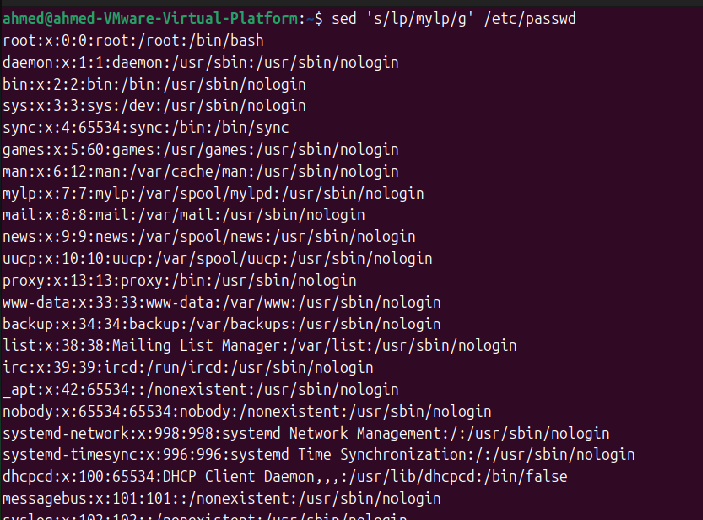 ahmed@ahmed-VMware-Virtual-Platform:~$ sed 's/lp/mylp/g' /etc/passwd
root:x:0:0:root:/root:/bin/bash
daemon:x:1:1:daemon:/usr/sbin:/usr/sbin/nologin
bin:x:2:2:bin:/bin:/usr/sbin/nologin
sys:x:3:3:sys:/dev:/usr/sbin/nologin
sync:x:4:65534:sync:/bin:/bin/sync
games:x:5:60:games:/usr/games:/usr/sbin/nologin
man:x:6:12:man:/var/cache/man:/usr/sbin/nologin
mylp:x:7:7:mylp:/var/spool/mylpd:/usr/sbin/nologin
mail:x:8:8:mail:/var/mail:/usr/sbin/nologin
news:x:9:9:news:/var/spool/news:/usr/sbin/nologin
uucp:x:10:10:uucp:/var/spool/uucp:/usr/sbin/nologin
proxy:x:13:13:proxy:/bin:/usr/sbin/nologin
www-data:x:33:33:www-data:/var/www:/usr/sbin/nologin
backup:x:34:34:backup:/var/backups:/usr/sbin/nologin
list:x:38:38:Mailing List Manager:/var/list:/usr/sbin/nologin
irc:x:39:39:ircd:/run/ircd:/usr/sbin/nologin
_apt:x:42:65534::/nonexistent:/usr/sbin/nologin
nobody:x:65534:65534:nobody:/nonexistent:/usr/sbin/nologin
systemd-network:x:998:998:systemd Network Management:/:/usr/sbin/nologin
systemd-timesync:x:996:996:systemd Time Synchronization:/:/usr/sbin/nologin
dhcpcd:x:100:65534:DHCP Client Daemon,,,:/usr/lib/dhcpcd:/bin/false
messagebus:x:101:101::/nonexistent:/usr/sbin/nologin
syslog:x:102:102::/nonexistent:/usr/sbin/nologin